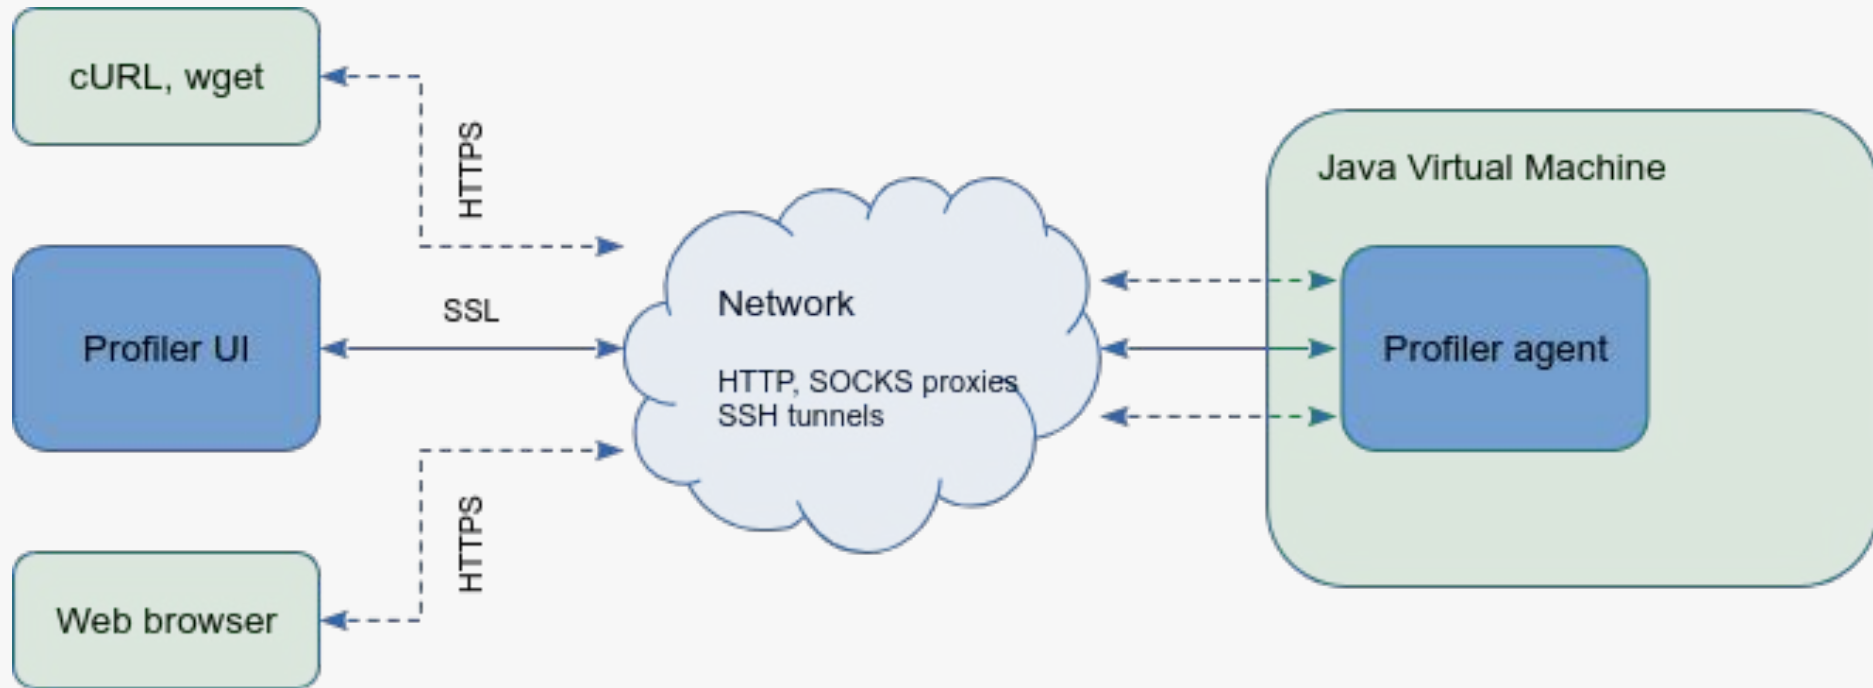 cURL, wget
HTTPS
Java Virtual Machine
SSL
Network
Profiler UI
Profiler agent
HTTP, SOCKS proxies
SSH tunnels
HTTPS
Web browser